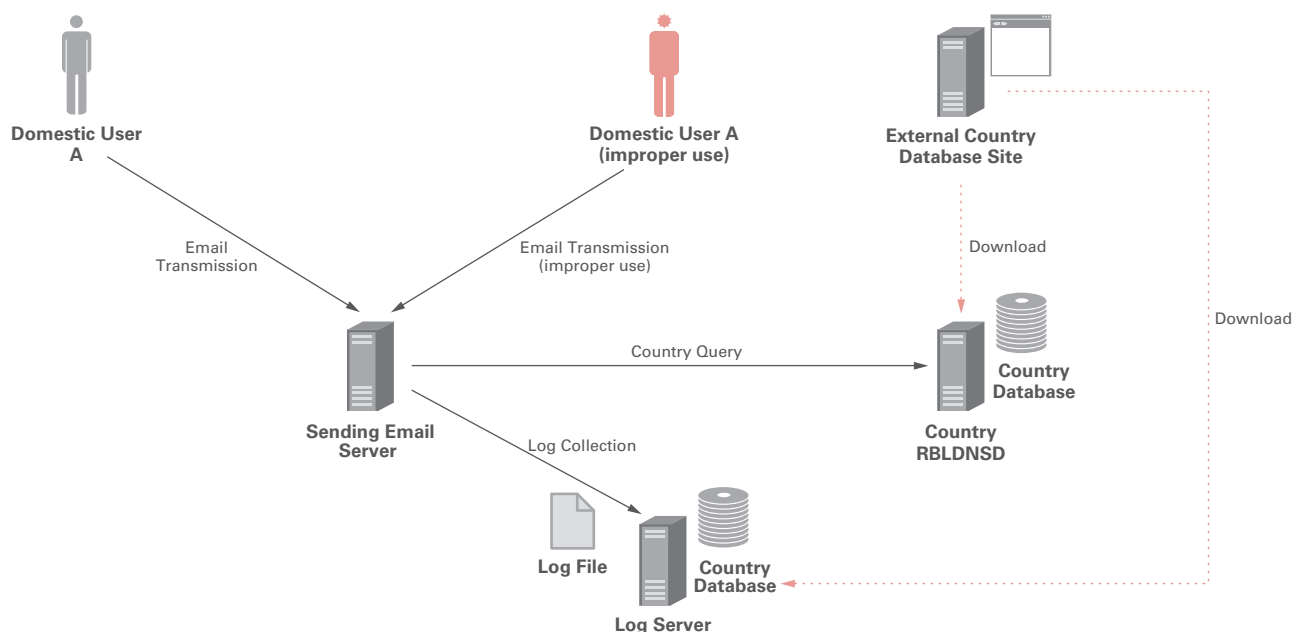 Domestic User
A
Domestic User A
(improper use)
External Country
Database Site
Email
Transmission
Email Transmission
(improper use)
Download
Download
Country Query
Country
Database
Sending Email
Server
Country
RBLDNSD
Log Collection
Log File
Country
Database
Log Server